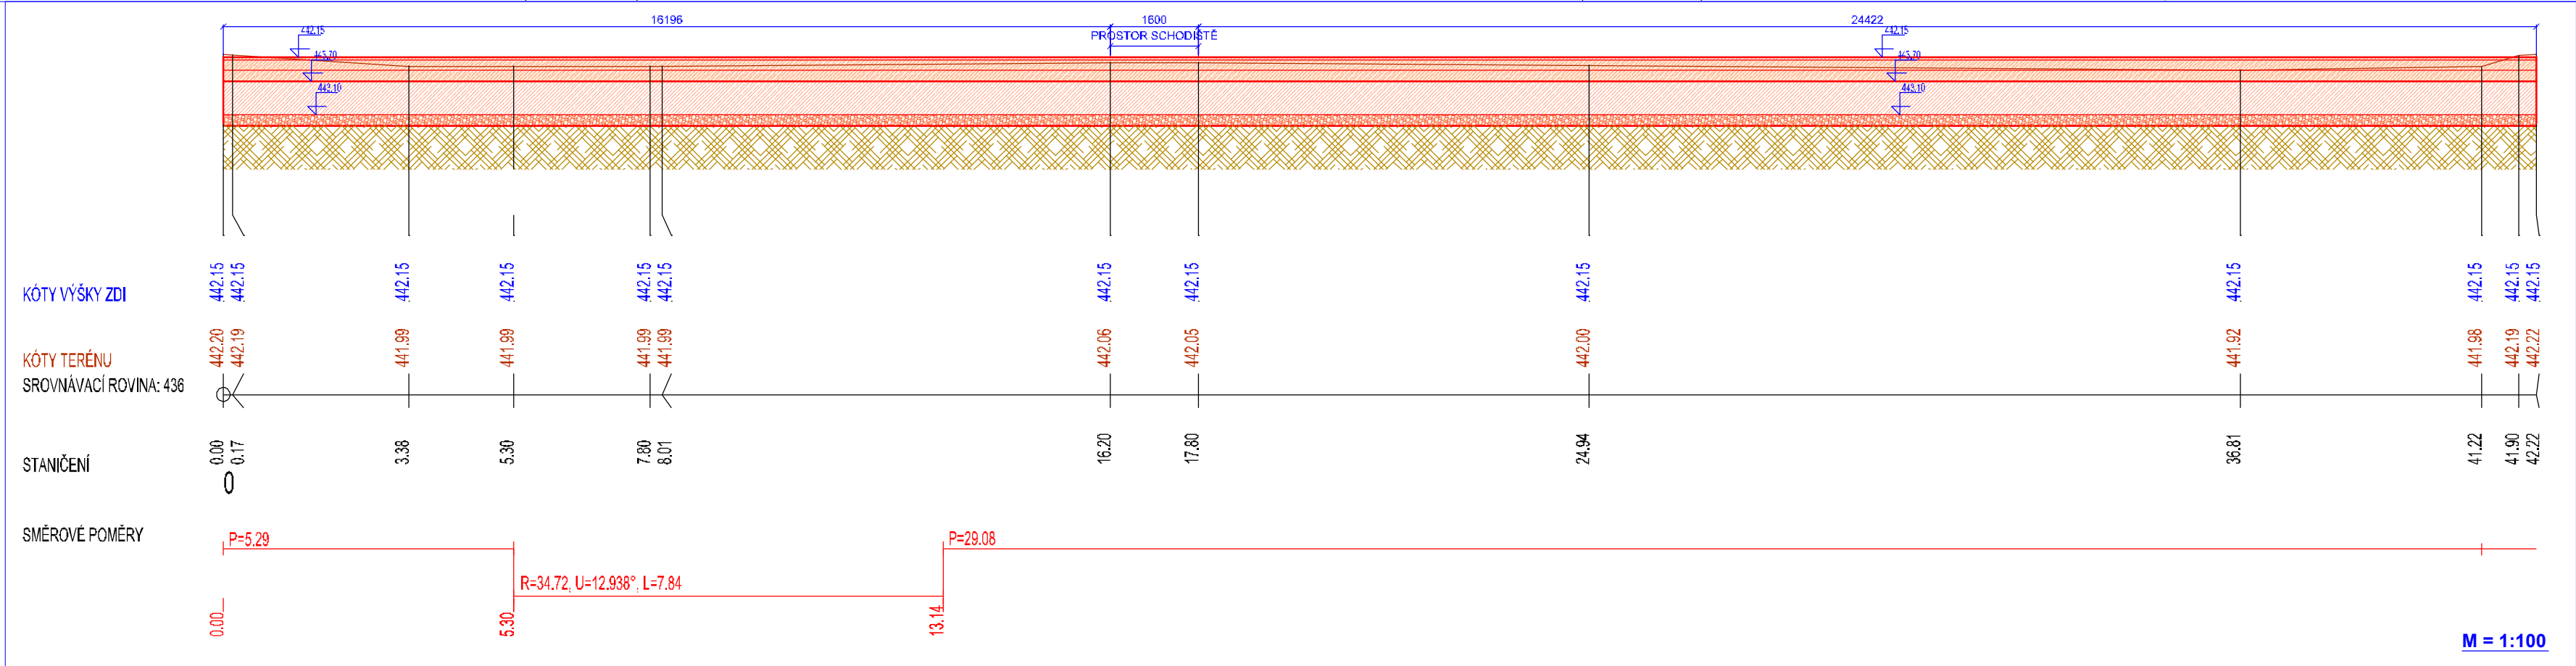 16196 1600 24422
PROSTOR SCHODIŠTĚ
442.15 442.15
445.70 445.70
443.10 443.10
KÓTY VÝŠKY ZDI 442.15 442.15 442.15 442.15 442.15 442.15 442.15 442.15 442.15 442.15 442.15 442.15 442.15
KÓTY TERÉNU 442.20 442.19 441.99 441.99 441.99 441.99 442.06 442.05 442.00 441.92 441.98 442.19 442.22
SROVNÁVACÍ ROVINA: 436
STANIČENÍ 0.00 0.17 3.38 5.30 7.80 8.01 16.20 17.80 24.94 36.81 41.22 41.90 42.22
0
SMĚROVÉ POMĚRY
P=5.29 P=29.08
R=34.72, U=12.938°, L=7.84
0.00 5.30 13.14
M = 1:100